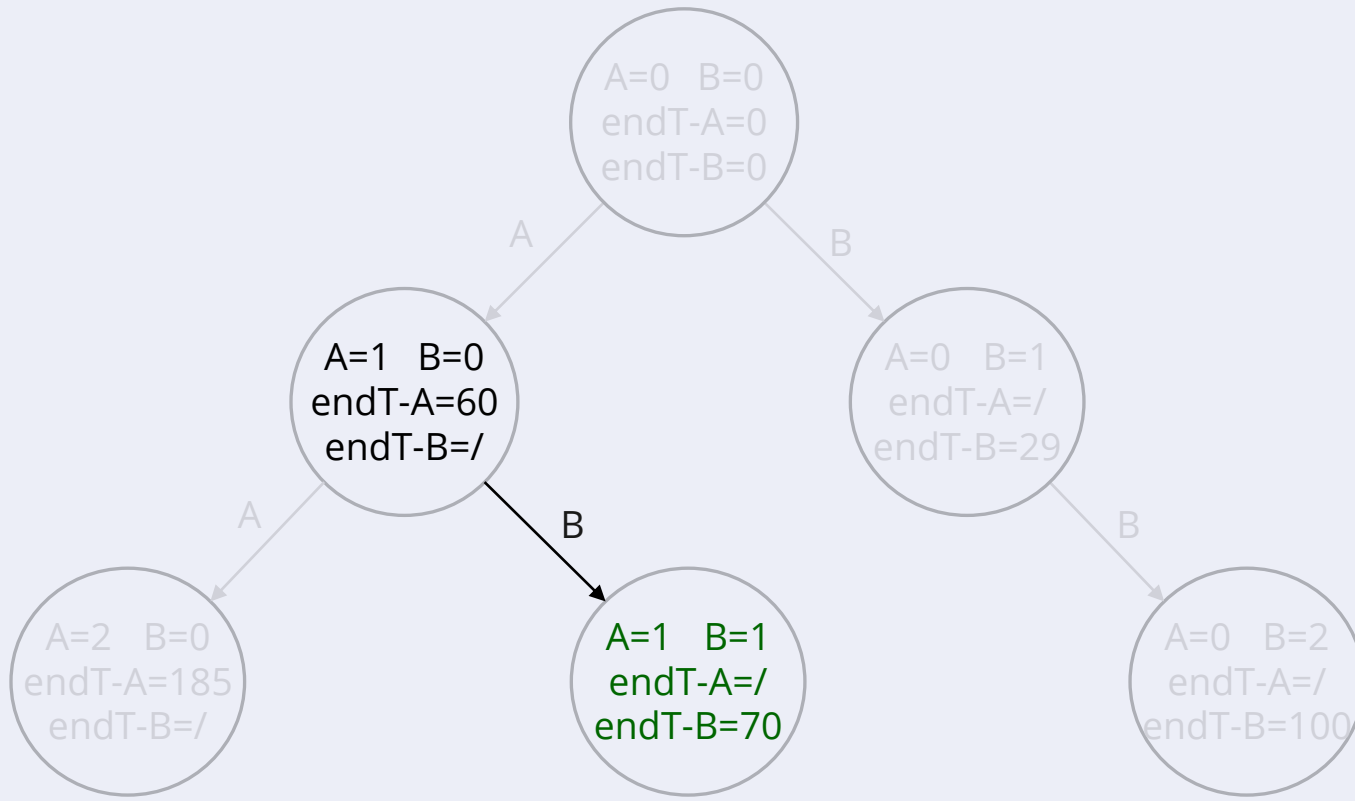 A=0 B=0
endT-A=0
endT-B=0
A
B
A=1 B=0
endT-A=60
endT-B=/
A=0 B=1
endT-A=/
endT-B=29
A
B
B
A=2 B=0
endT-A=185
endT-B=/
A=1 B=1
endT-A=/
endT-B=70
A=0 B=2
endT-A=/
endT-B=100